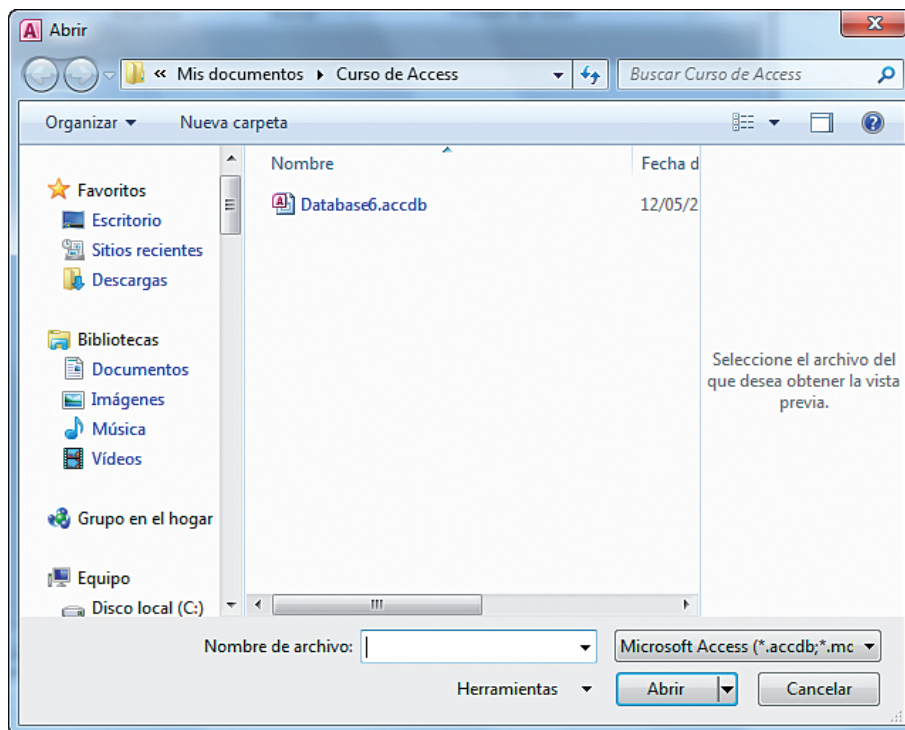 Abrir
« Mis documentos ▸ Curso de Access
Buscar Curso de Access
Organizar
Nueva carpeta
Nombre
Fecha d
Favoritos
Escritorio
Sitios recientes
Descargas
Bibliotecas
Documentos
Imágenes
Música
Vídeos
Grupo en el hogar
Equipo
Disco local (C:)
Database6.accdb
12/05/2
Seleccione el archivo del
que desea obtener la vista
previa.
Nombre de archivo:
Microsoft Access (*.accdb;*.mc
Herramientas
Abrir
Cancelar